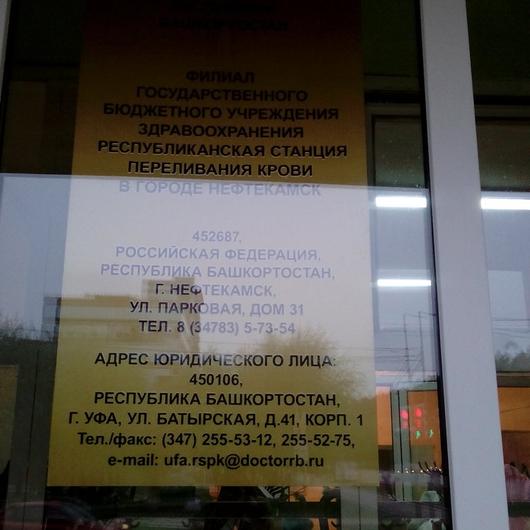 БАШКОРТОСТАН
ФИЛИАЛ
ГОСУДАРСТВЕННОГО
БЮДЖЕТНОГО УЧРЕЖДЕНИЯ
ЗДРАВООХРАНЕНИЯ
РЕСПУБЛИКАНСКАЯ СТАНЦИЯ
ПЕРЕЛИВАНИЯ КРОВИ
В ГОРОДЕ НЕФТЕКАМСК
452687,
РОССИЙСКАЯ ФЕДЕРАЦИЯ,
РЕСПУБЛИКА БАШКОРТОСТАН,
Г. НЕФТЕКАМСК,
УЛ. ПАРКОВАЯ, ДОМ 31
ТЕЛ. 8 (34783) 5-73-54
АДРЕС ЮРИДИЧЕСКОГО ЛИЦА:
450106,
РЕСПУБЛИКА БАШКОРТОСТАН,
Г. УФА, УЛ. БАТЫРСКАЯ, Д.41, КОРП. 1
Тел./факс: (347) 255-53-12, 255-52-75,
e-mail: ufa.rspk@doctorrb.ru